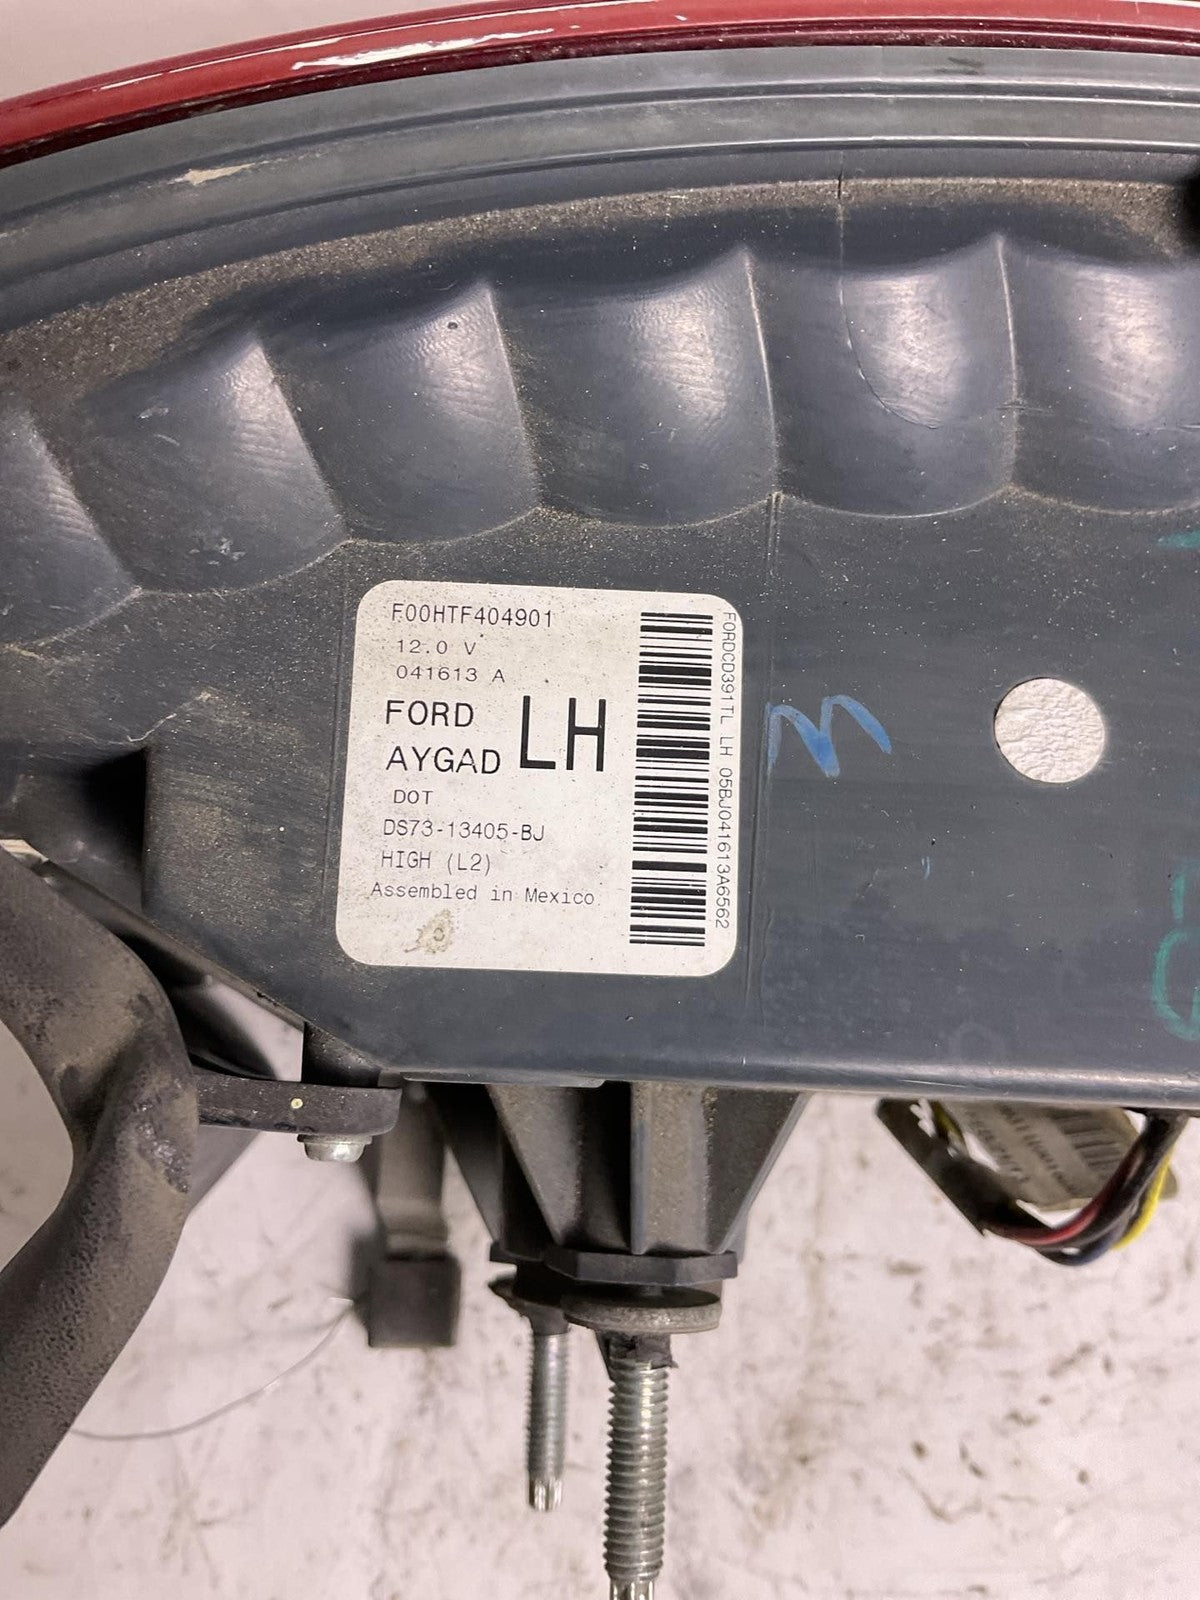 F00HTF404901
12.0 V
041613 A
FORD
LH
AYGAD
DOT
DS73-13405-BJ
HIGH (L2)
Assembled in Mexico
FORDCD391TL LH 05BJ041613A6562